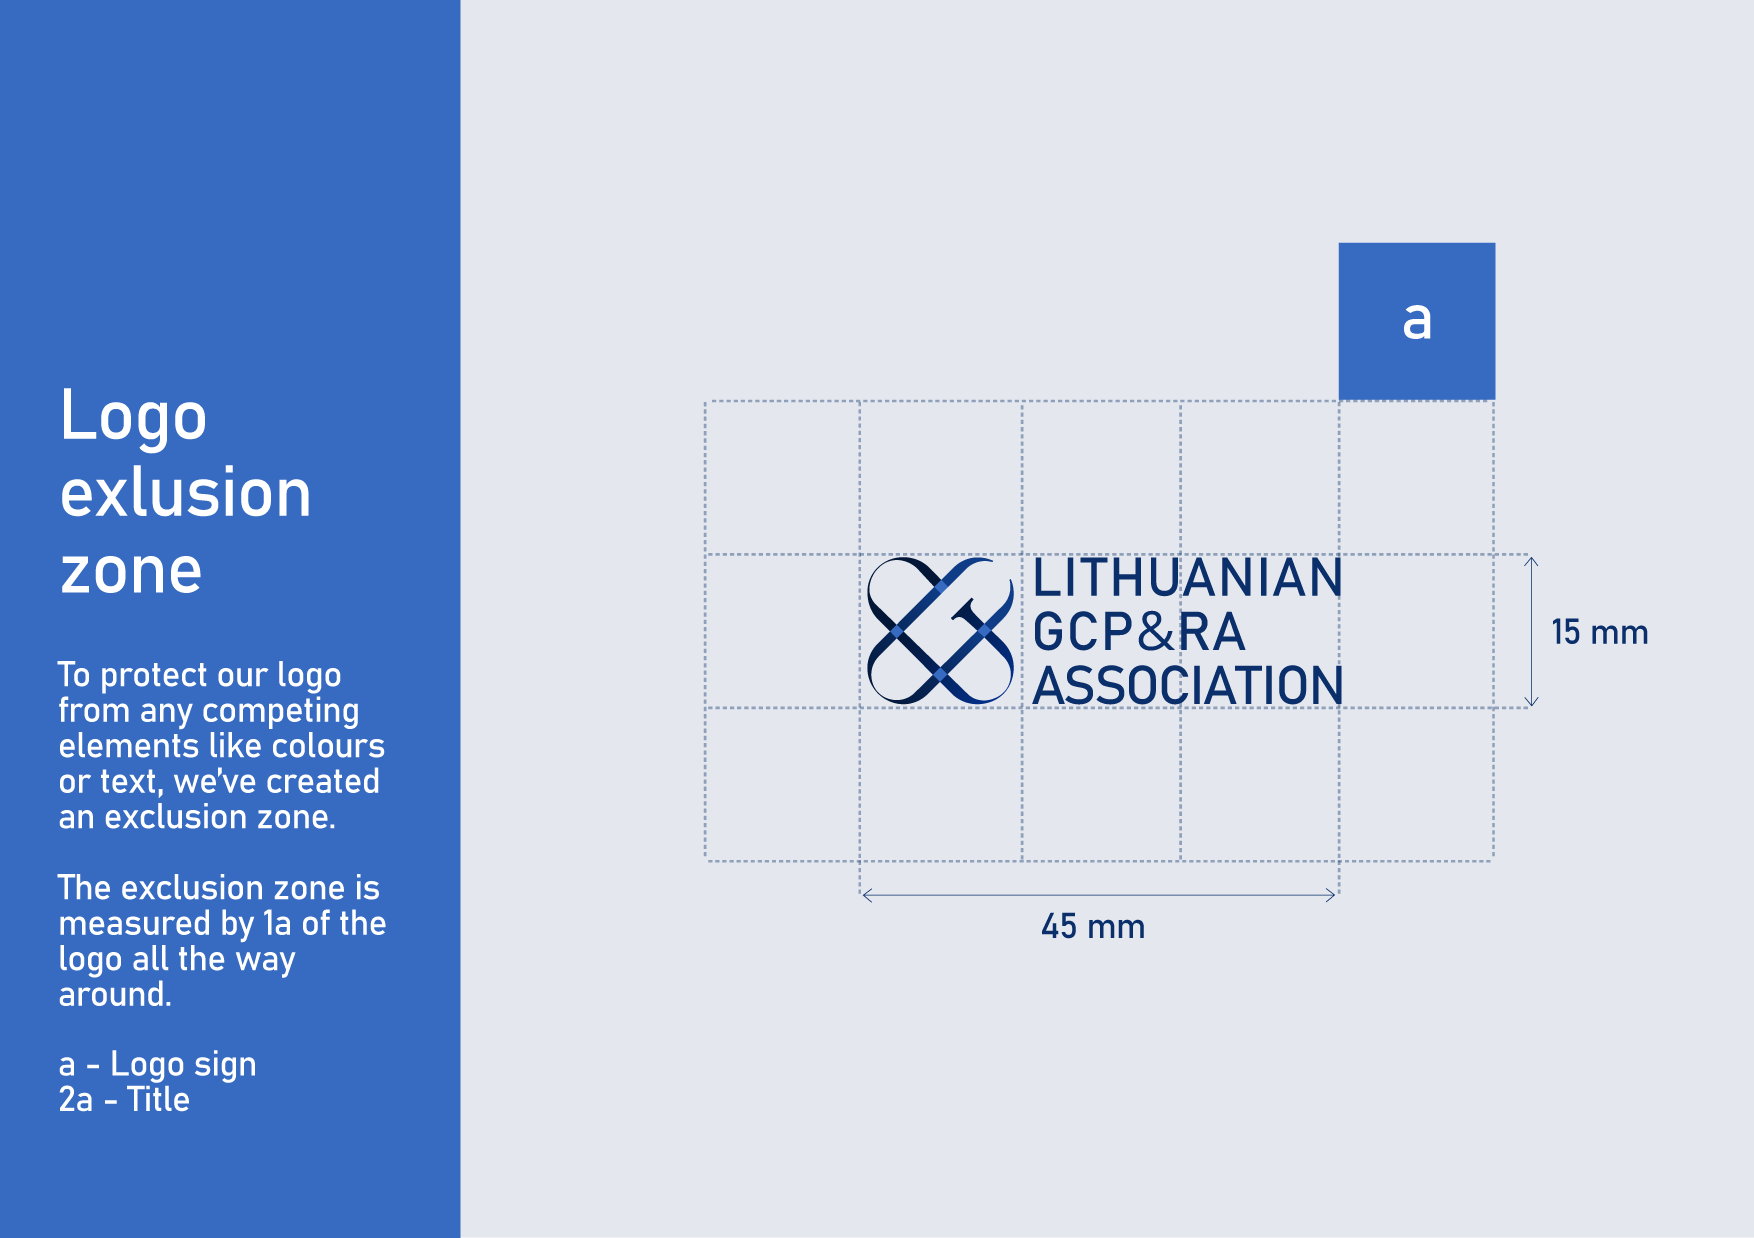 Logo
exlusion
zone
To protect our logo
from any competing
elements like colours
or text, we’ve created
an exclusion zone.
The exclusion zone is
measured by 1a of the
logo all the way
around.
a - Logo sign
2a - Title
a
LITHUANIAN
GCP&RA
ASSOCIATION
15 mm
45 mm